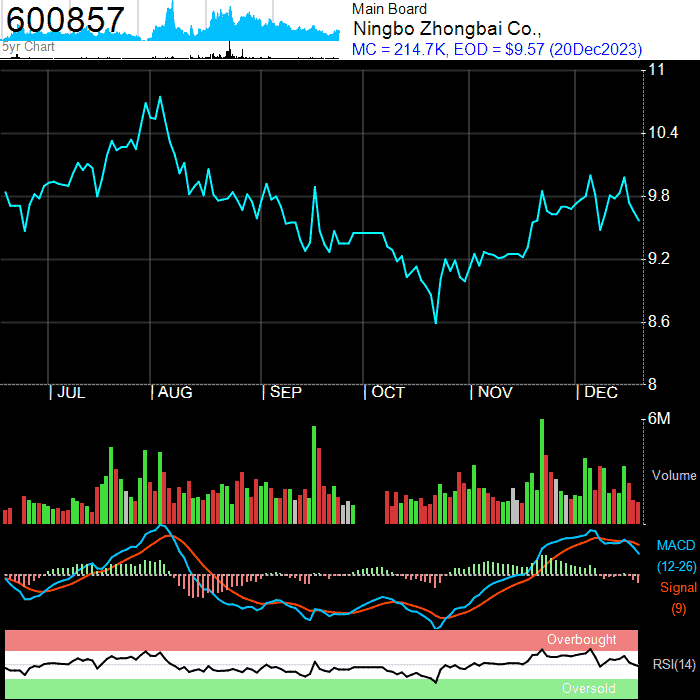 600857
5yr Chart
Main Board
Ningbo Zhongbai Co.,
MC = 214.7K, EOD = $9.57 (20Dec2023)
11
10.4
9.8
9.2
8.6
8
| JUL | AUG | SEP | OCT | NOV | DEC
6M
Volume
MACD
(12-26)
Signal
(9)
Overbought
RSI(14)
Oversold